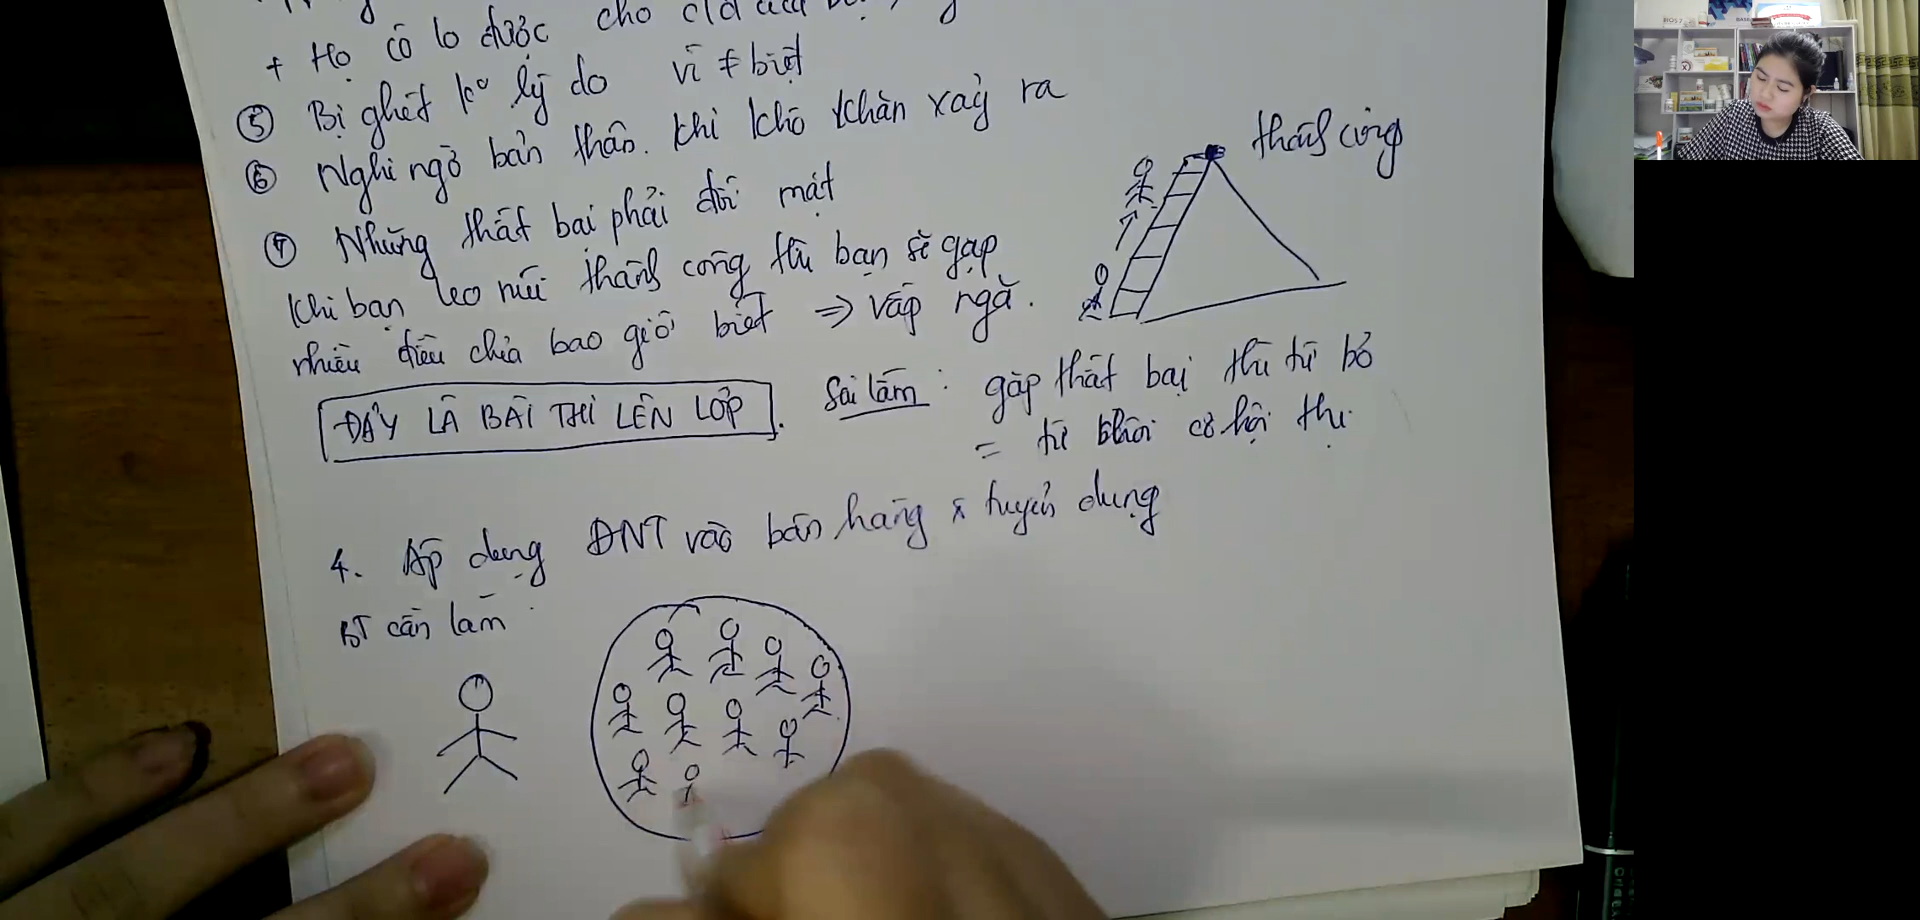 + Họ có lo được cho
⑤ Bị ghét ko lý do vì ≠ biệt
⑥ Nghi ngờ bản thân. Khi khó khăn xảy ra
⑦ Những thất bại phải đối mặt
Khi bạn leo núi thành công thì bạn sẽ gặp
nhiều điều chưa bao giờ biết ⇒ vấp ngã.
thành công
ĐÂY LÀ BÀI THI LÊN LỚP.
Sai lầm: gặp thất bại thì từ bỏ
= từ chối cơ hội thi.
4. Áp dụng ĐNT vào bán hàng x tuyển dụng
BT cần làm: